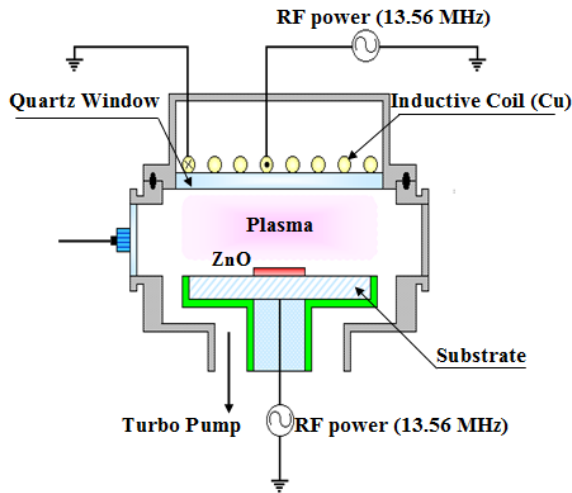 RF power (13.56 MHz)
Quartz Window
Inductive Coil (Cu)
Plasma
ZnO
Substrate
Turbo Pump
RF power (13.56 MHz)